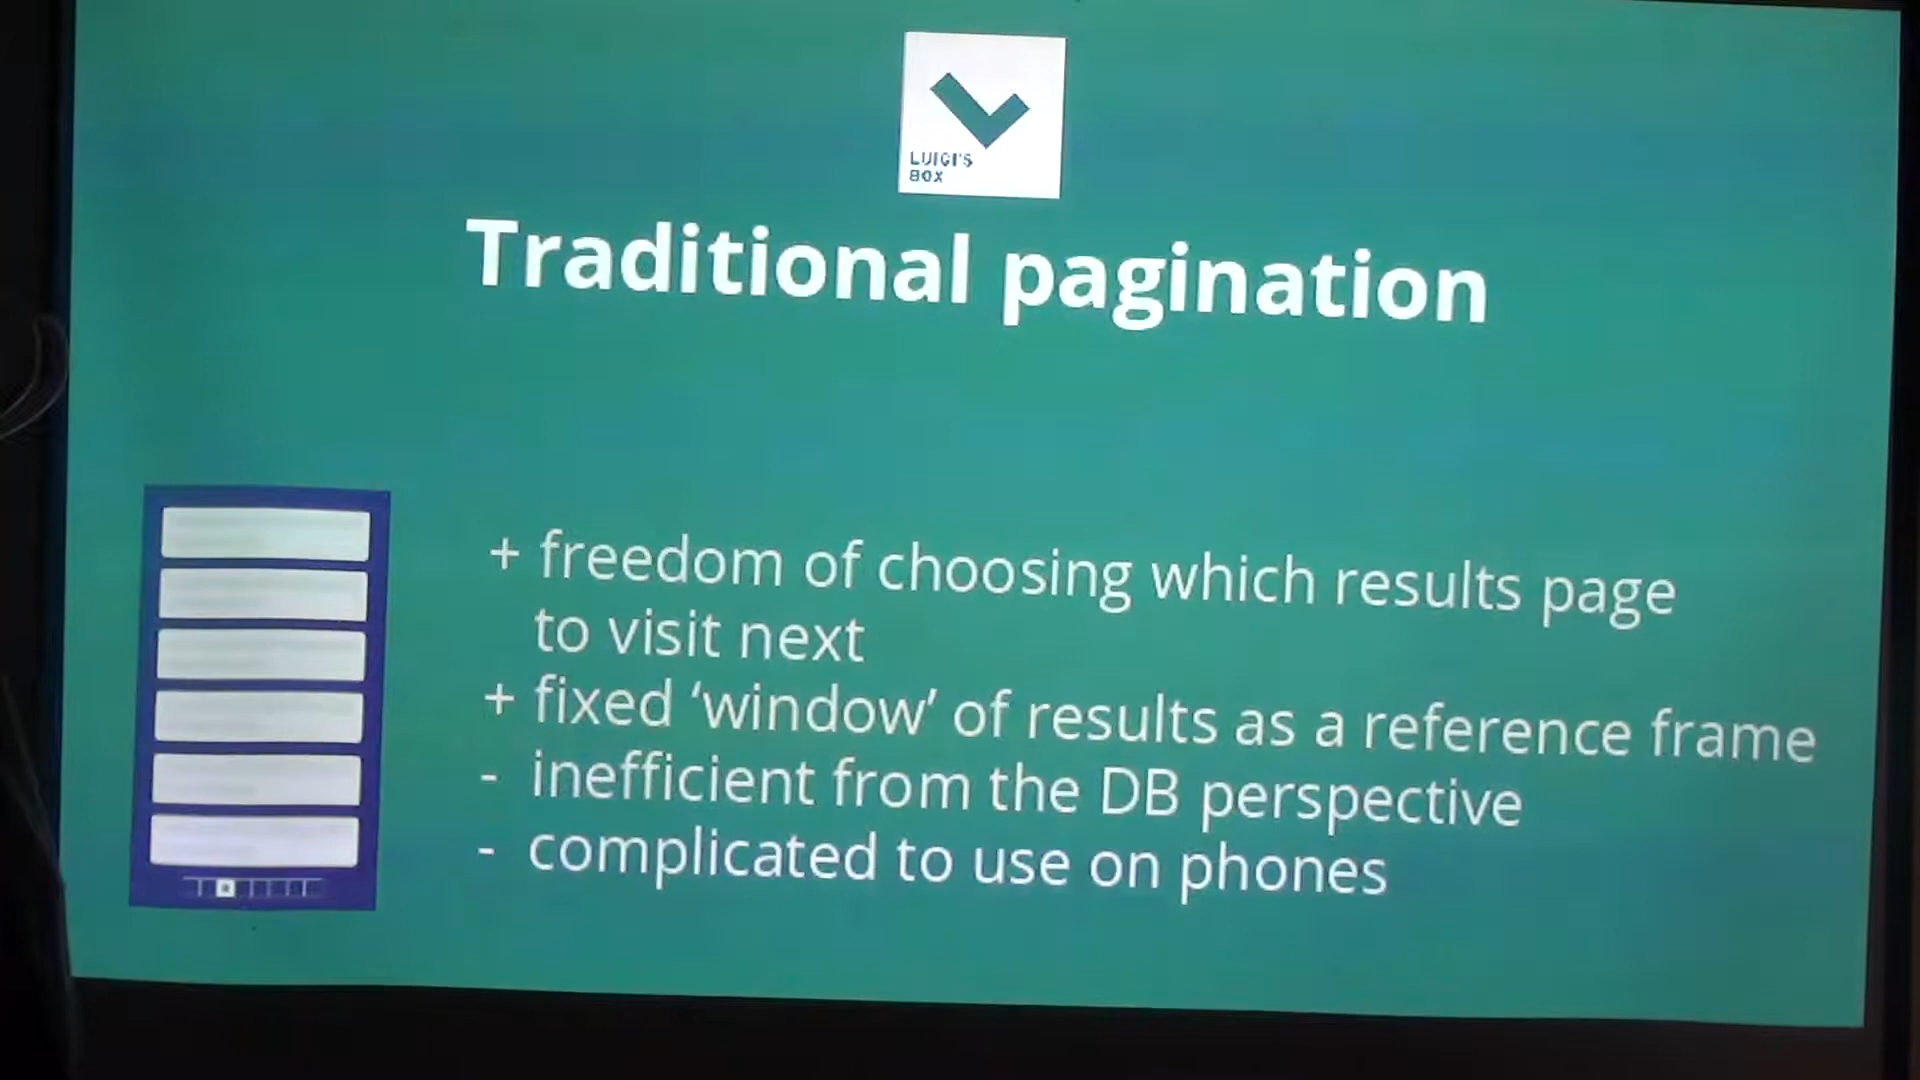 LUIGI'S
BOX
Traditional pagination
+ freedom of choosing which results page
to visit next
+ fixed ‘window’ of results as a reference frame
- inefficient from the DB perspective
- complicated to use on phones